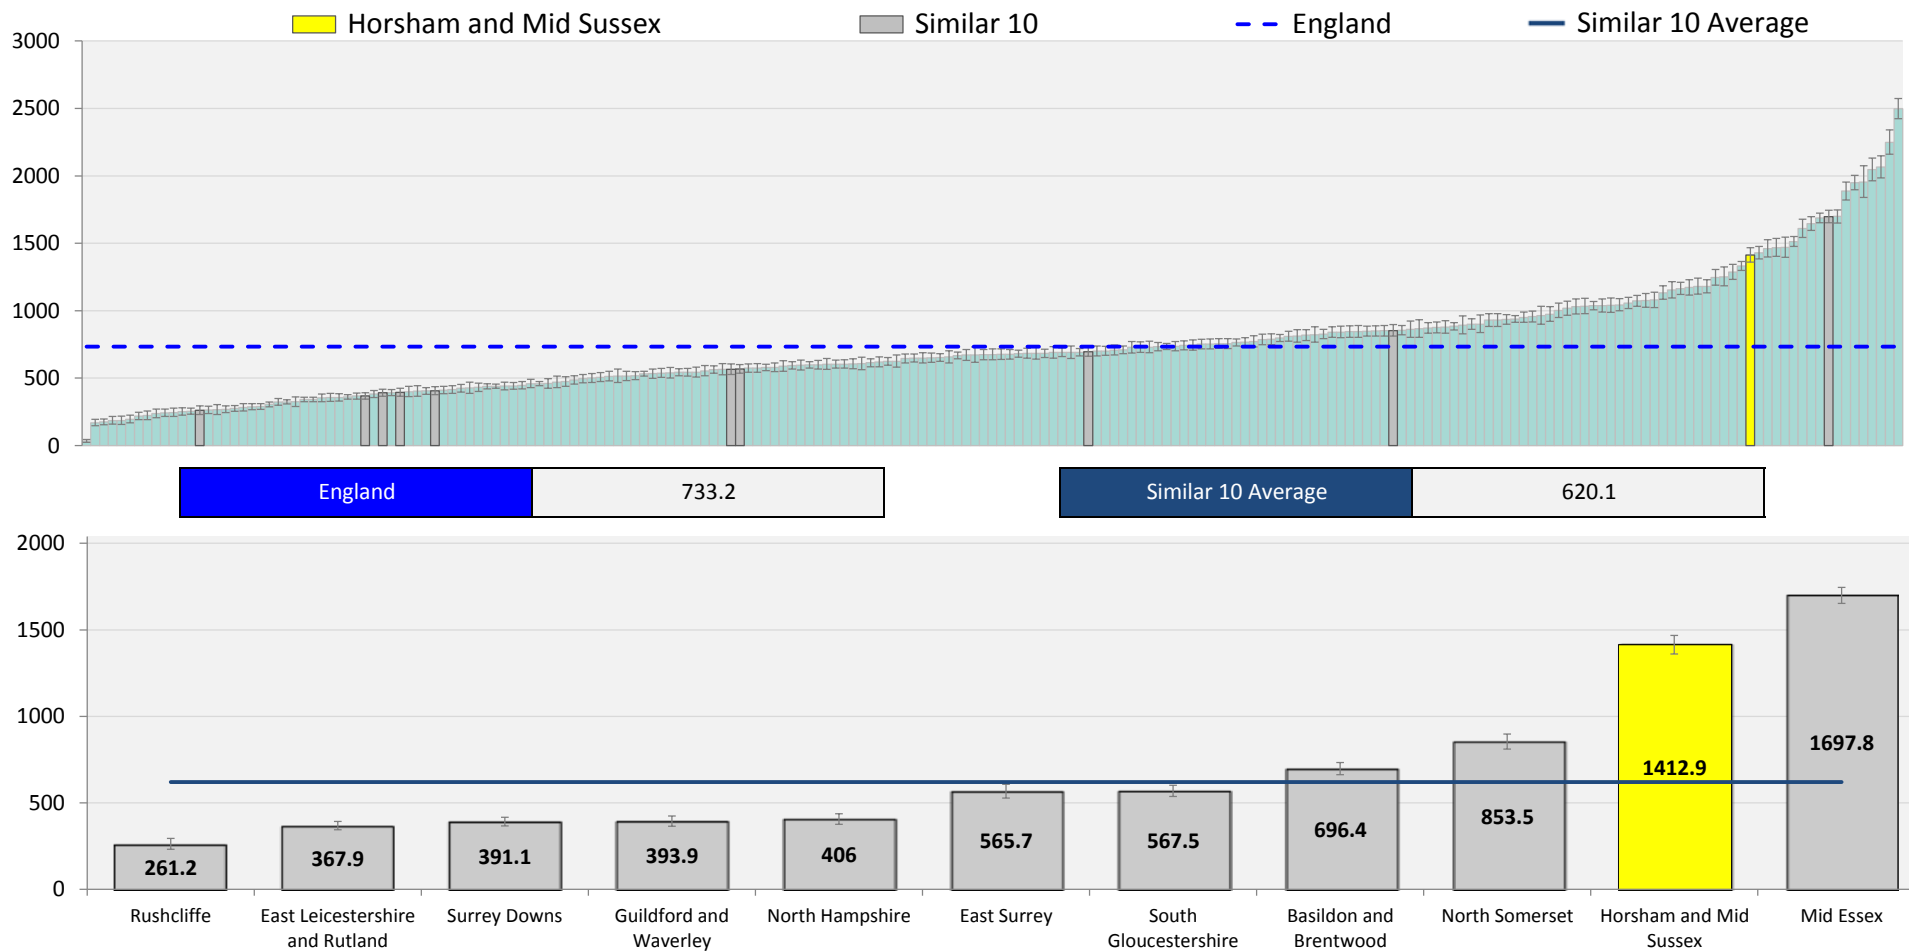 Horsham and Mid Sussex
Similar 10
England
Similar 10 Average
3000
2500
2000
1500
1000
500
0
England
733.2
Similar 10 Average
620.1
2000
1500
1000
500
0
261.2
367.9
391.1
393.9
406
565.7
567.5
696.4
853.5
1412.9
1697.8
Rushcliffe
East Leicestershire
and Rutland
Surrey Downs
Guildford and
Waverley
North Hampshire
East Surrey
South
Gloucestershire
Basildon and
Brentwood
North Somerset
Horsham and Mid
Sussex
Mid Essex